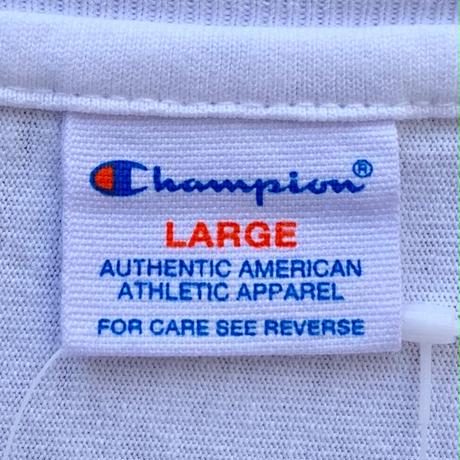 Champion®
LARGE
AUTHENTIC AMERICAN
ATHLETIC APPAREL
FOR CARE SEE REVERSE